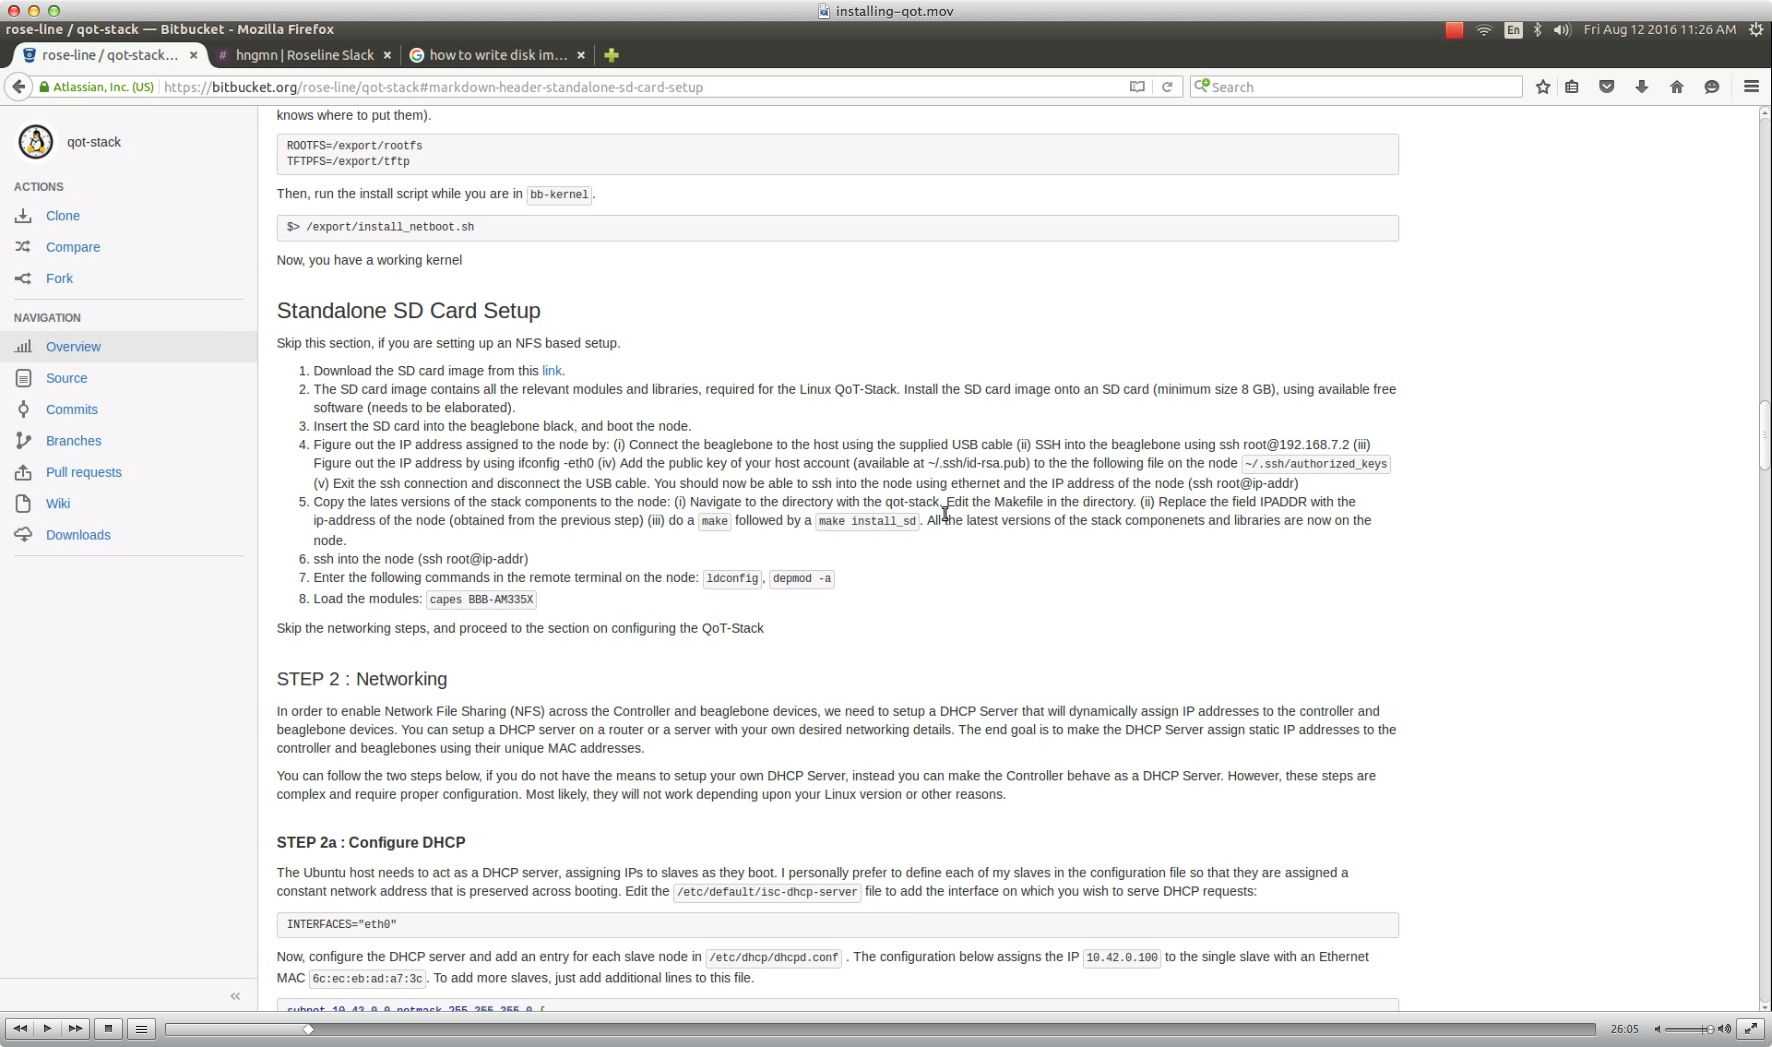 installing-qot.mov
rose-line / qot-stack — Bitbucket - Mozilla Firefox
En
Fri Aug 12 2016 11:26 AM
rose-line / qot-stack...
# hngmn | Roseline Slack
how to write disk im...
Atlassian, Inc. (US)
https://bitbucket.org/rose-line/qot-stack#markdown-header-standalone-sd-card-setup
Search
qot-stack
ACTIONS
Clone
Compare
Fork
NAVIGATION
Overview
Source
Commits
Branches
Pull requests
Wiki
Downloads
knows where to put them).
ROOTFS=/export/rootfs
TFTPFS=/export/tftp
Then, run the install script while you are in bb-kernel.
$> /export/install_netboot.sh
Now, you have a working kernel
Standalone SD Card Setup
Skip this section, if you are setting up an NFS based setup.
1. Download the SD card image from this link.
2. The SD card image contains all the relevant modules and libraries, required for the Linux QoT-Stack. Install the SD card image onto an SD card (minimum size 8 GB), using available free
software (needs to be elaborated).
3. Insert the SD card into the beaglebone black, and boot the node.
4. Figure out the IP address assigned to the node by: (i) Connect the beaglebone to the host using the supplied USB cable (ii) SSH into the beaglebone using ssh root@192.168.7.2 (iii)
Figure out the IP address by using ifconfig -eth0 (iv) Add the public key of your host account (available at ~/.ssh/id-rsa.pub) to the the following file on the node ~/.ssh/authorized_keys
(v) Exit the ssh connection and disconnect the USB cable. You should now be able to ssh into the node using ethernet and the IP address of the node (ssh root@ip-addr)
5. Copy the lates versions of the stack components to the node: (i) Navigate to the directory with the qot-stack. Edit the Makefile in the directory. (ii) Replace the field IPADDR with the
ip-address of the node (obtained from the previous step) (iii) do a make followed by a make install_sd. All the latest versions of the stack componenets and libraries are now on the
node.
6. ssh into the node (ssh root@ip-addr)
7. Enter the following commands in the remote terminal on the node: ldconfig, depmod -a
8. Load the modules: capes BBB-AM335X
Skip the networking steps, and proceed to the section on configuring the QoT-Stack
STEP 2 : Networking
In order to enable Network File Sharing (NFS) across the Controller and beaglebone devices, we need to setup a DHCP Server that will dynamically assign IP addresses to the controller and
beaglebone devices. You can setup a DHCP server on a router or a server with your own desired networking details. The end goal is to make the DHCP Server assign static IP addresses to the
controller and beaglebones using their unique MAC addresses.
You can follow the two steps below, if you do not have the means to setup your own DHCP Server, instead you can make the Controller behave as a DHCP Server. However, these steps are
complex and require proper configuration. Most likely, they will not work depending upon your Linux version or other reasons.
STEP 2a : Configure DHCP
The Ubuntu host needs to act as a DHCP server, assigning IPs to slaves as they boot. I personally prefer to define each of my slaves in the configuration file so that they are assigned a
constant network address that is preserved across booting. Edit the /etc/default/isc-dhcp-server file to add the interface on which you wish to serve DHCP requests:
INTERFACES="eth0"
Now, configure the DHCP server and add an entry for each slave node in /etc/dhcp/dhcpd.conf . The configuration below assigns the IP 10.42.0.100 to the single slave with an Ethernet
MAC 6c:ec:eb:ad:a7:3c. To add more slaves, just add additional lines to this file.
subnet 10.42.0.0 netmask 255.255.255.0 {
26:05